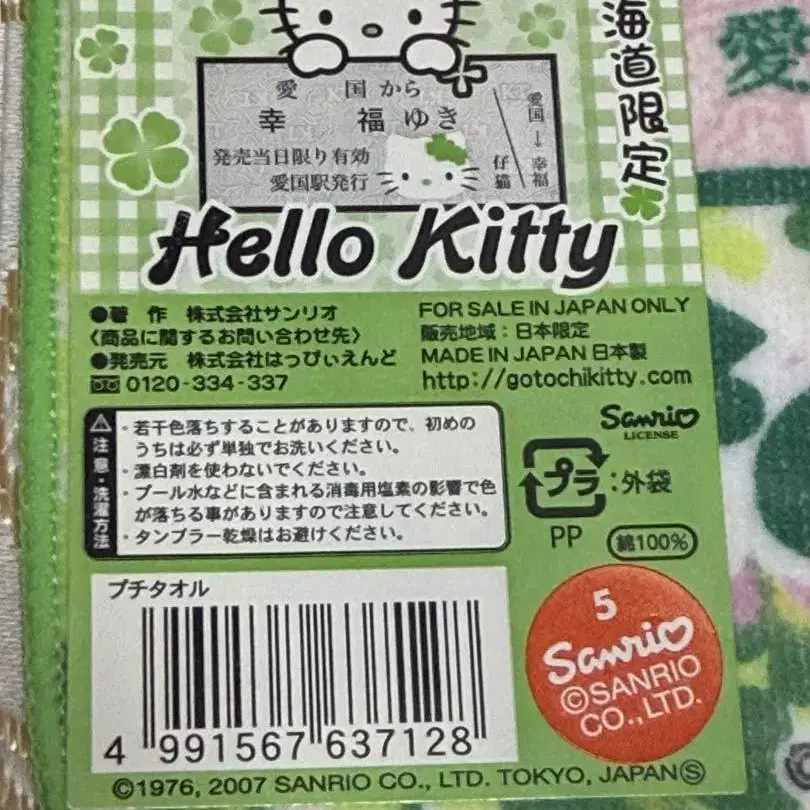 海道限定
愛
愛 国 から
幸 福 ゆき
発売当日限り有効
愛国駅発行
愛国→幸福
仔猫
Hello Kitty
●著 作 株式会社サンリオ
〈商品に関するお問い合わせ先〉
●発売元 株式会社はっぴぃえんど
0120-334-337
FOR SALE IN JAPAN ONLY
販売地域:日本限定
MADE IN JAPAN 日本製
http://gotochikitty.com
注意・洗濯方法
・若干色落ちすることがありますので、初めの
うちは必ず単独でお洗いください。
・漂白剤を使わないでください。
・プール水などに含まれる消毒用塩素の影響で色
が落ちる事がありますので注意してください。
・タンブラー乾燥はお避けください。
Sanrio
LICENSE
プラ:外袋
PP
綿100%
プチタオル
4 991567 637128
5
Sanrio
©SANRIO
CO.,LTD.
©1976, 2007 SANRIO CO., LTD. TOKYO, JAPAN Ⓢ